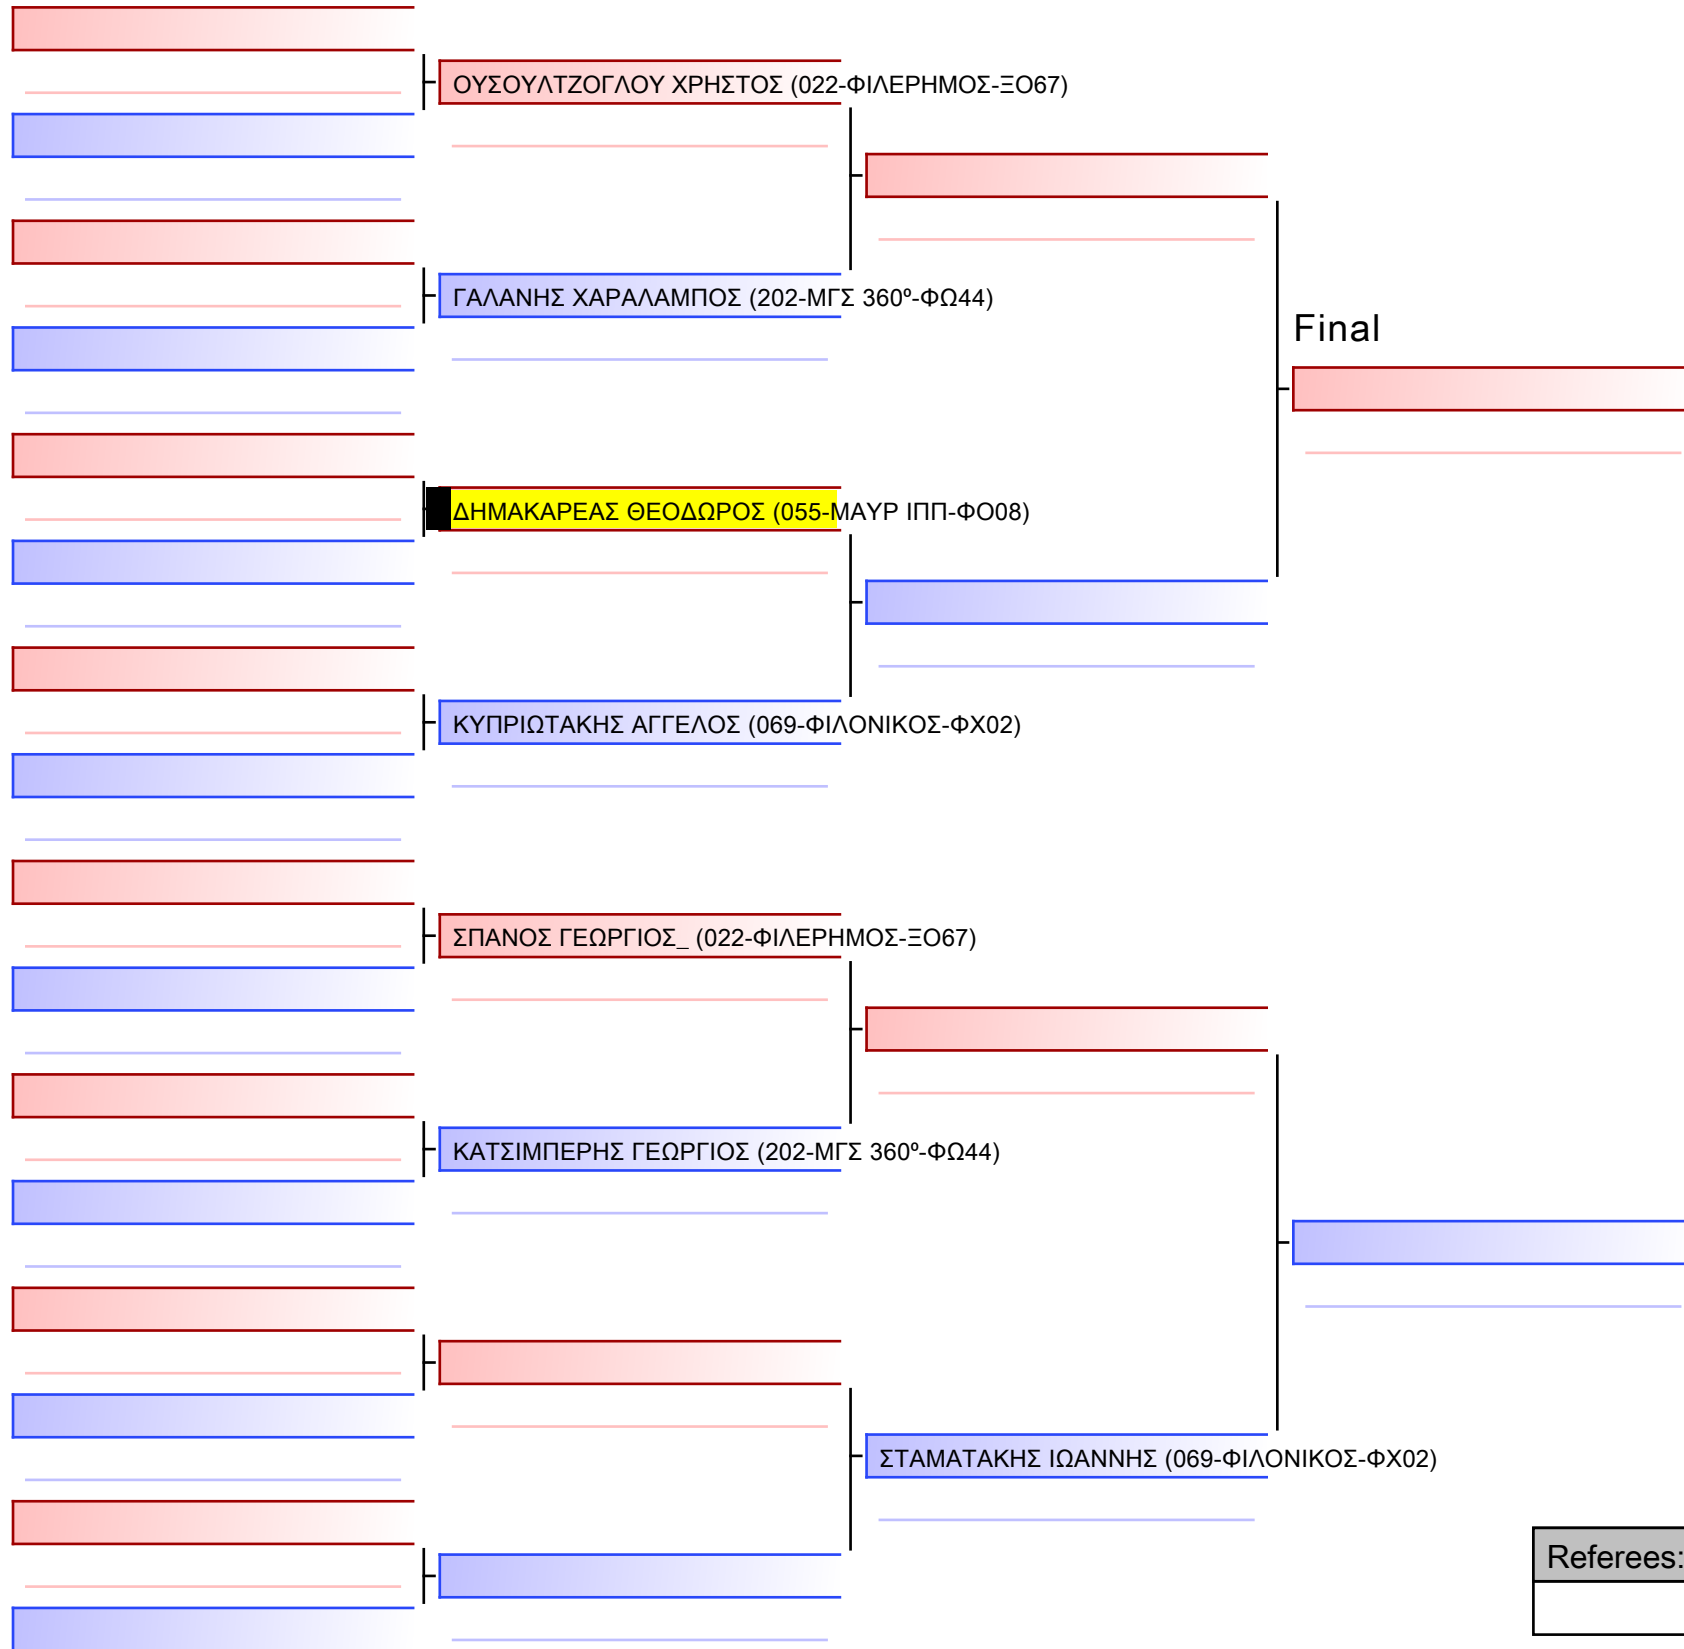 ΟΥΣΟΥΛΤΖΟΓΛΟΥ ΧΡΗΣΤΟΣ (022-ΦΙΛΕΡΗΜΟΣ-ΞΟ67)
ΓΑΛΑΝΗΣ ΧΑΡΑΛΑΜΠΟΣ (202-ΜΓΣ 360º-ΦΩ44)
Final
ΔΗΜΑΚΑΡΕΑΣ ΘΕΟΔΩΡΟΣ (055-ΜΑΥΡ ΙΠΠ-ΦΟ08)
ΚΥΠΡΙΩΤΑΚΗΣ ΑΓΓΕΛΟΣ (069-ΦΙΛΟΝΙΚΟΣ-ΦΧ02)
ΣΠΑΝΟΣ ΓΕΩΡΓΙΟΣ_ (022-ΦΙΛΕΡΗΜΟΣ-ΞΟ67)
ΚΑΤΣΙΜΠΕΡΗΣ ΓΕΩΡΓΙΟΣ (202-ΜΓΣ 360º-ΦΩ44)
ΣΤΑΜΑΤΑΚΗΣ ΙΩΑΝΝΗΣ (069-ΦΙΛΟΝΙΚΟΣ-ΦΧ02)
Referees: